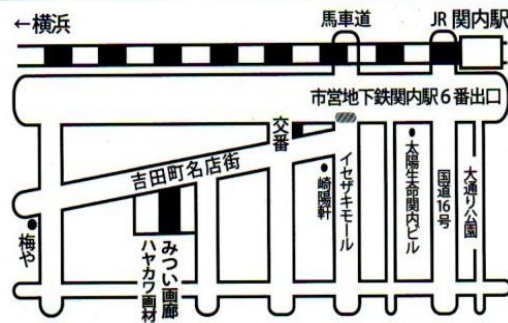 ←横浜
馬車道
JR 関内駅
市営地下鉄関内駅6番出口
交番
吉田町名店街
梅や
みつい画廊
ハヤカワ画材
崎陽軒
イセザキモール
太陽生命関内ビル
国道16号
大通り公園